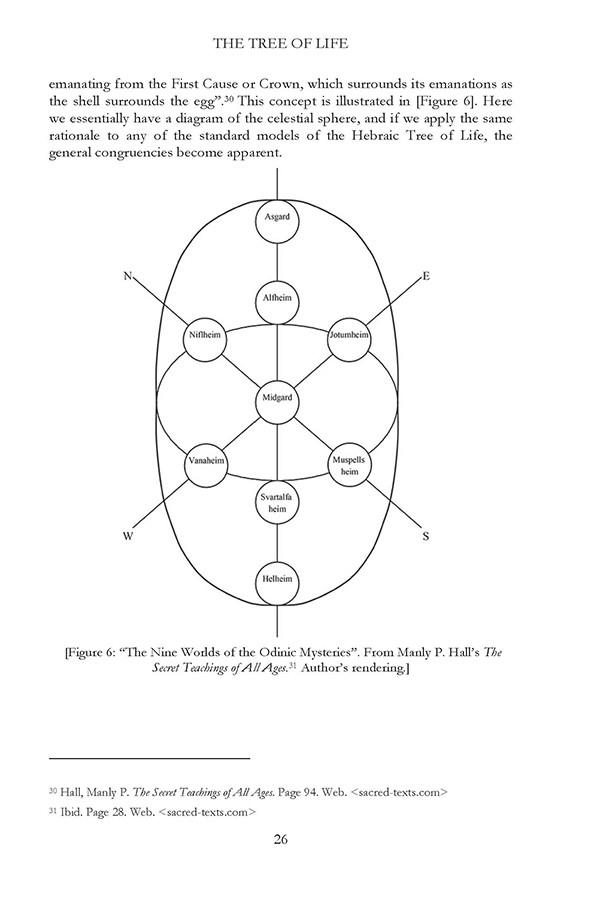 THE TREE OF LIFE
emanating from the First Cause or Crown, which surrounds its emanations as
the shell surrounds the egg”.30 This concept is illustrated in [Figure 6]. Here
we essentially have a diagram of the celestial sphere, and if we apply the same
rationale to any of the standard models of the Hebraic Tree of Life, the
general congruencies become apparent.
Asgard
N
E
Alfheim
Niflheim
Jotumheim
Midgard
Vanaheim
Muspells
heim
Svartalfa
heim
W
S
Helheim
[Figure 6: “The Nine Worlds of the Odinic Mysteries”. From Manly P. Hall’s The
Secret Teachings of All Ages.31 Author’s rendering.]
30 Hall, Manly P. The Secret Teachings of All Ages. Page 94. Web. <sacred-texts.com>
31 Ibid. Page 28. Web. <sacred-texts.com>
26